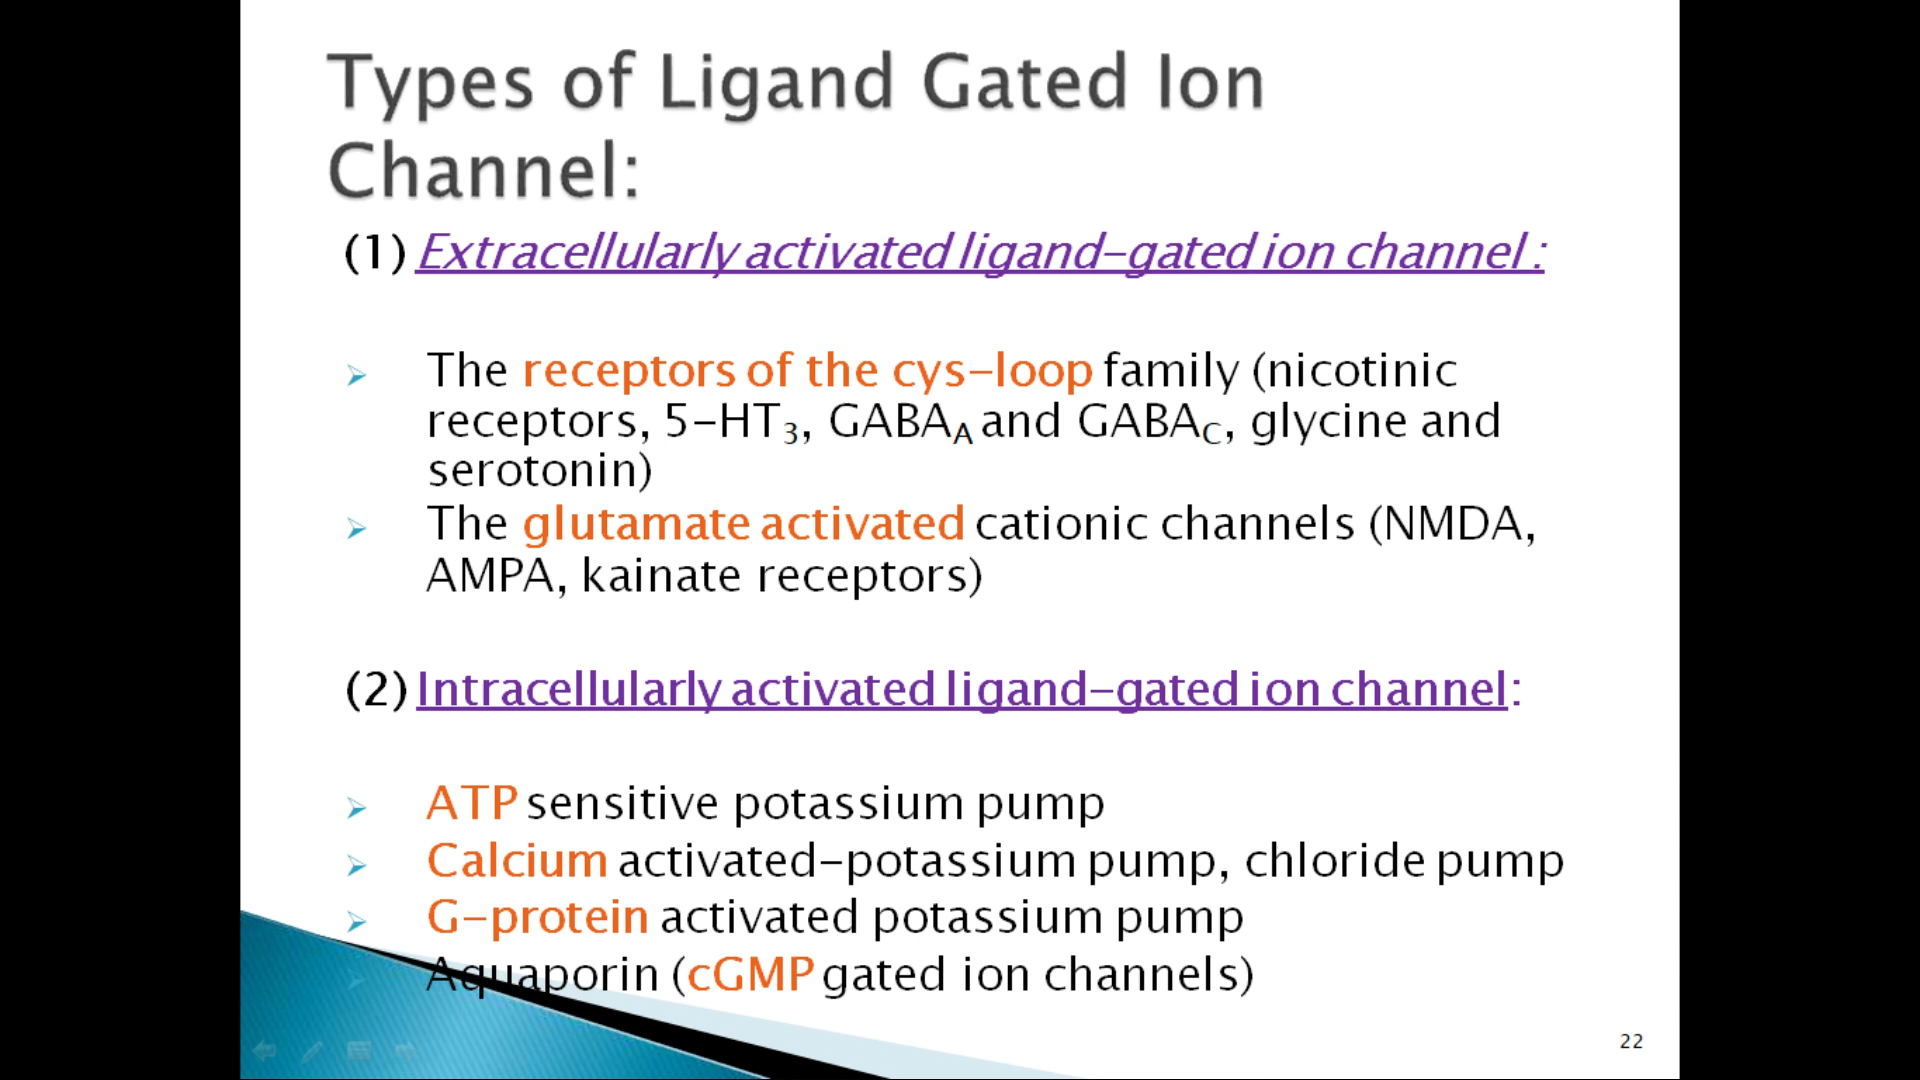 Types of Ligand Gated Ion
Channel:
(1) Extracellularly activated ligand-gated ion channel :
The receptors of the cys-loop family (nicotinic
receptors, 5-HT₃, GABAA and GABAC, glycine and
serotonin)
The glutamate activated cationic channels (NMDA,
AMPA, kainate receptors)
(2) Intracellularly activated ligand-gated ion channel:
ATP sensitive potassium pump
Calcium activated-potassium pump, chloride pump
G-protein activated potassium pump
Aquaporin (cGMP gated ion channels)
22